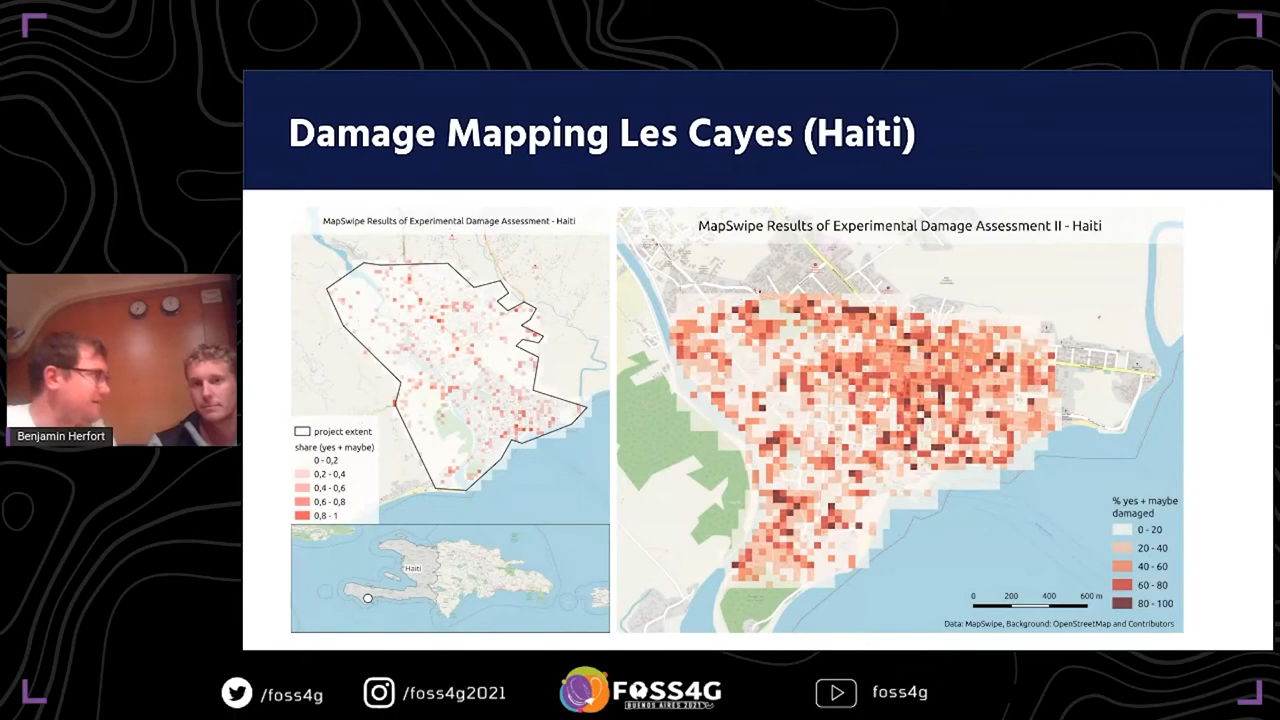 Damage Mapping Les Cayes (Haiti)
MapSwipe Results of Experimental Damage Assessment - Haiti
project extent
share (yes + maybe)
0 - 0,2
0,2 - 0,4
0,4 - 0,6
0,6 - 0,8
0,8 - 1
Haiti
MapSwipe Results of Experimental Damage Assessment II - Haiti
% yes + maybe
damaged
0 - 20
20 - 40
40 - 60
60 - 80
80 - 100
0 200 400 600 m
Data: MapSwipe, Background: OpenStreetMap and Contributors
Benjamin Herfort
/foss4g
/foss4g2021
FOSS4G
BUENOS AIRES 2021
foss4g